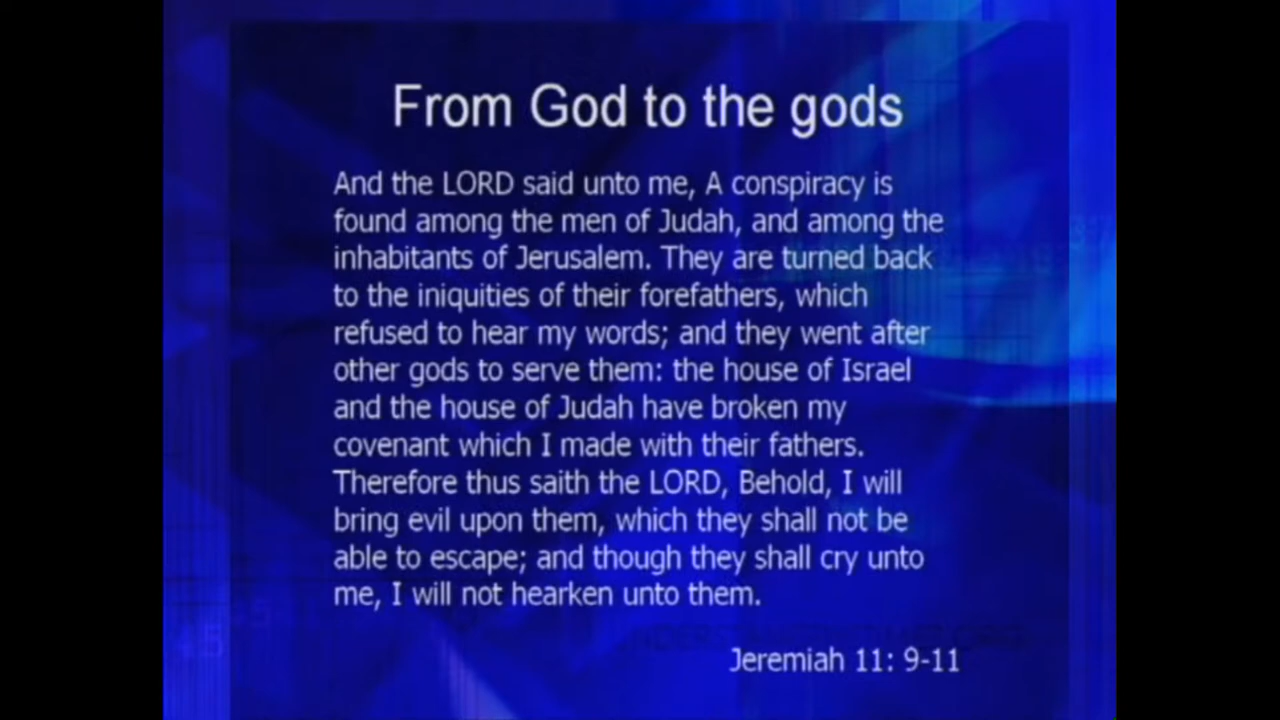 From God to the gods
And the LORD said unto me, A conspiracy is
found among the men of Judah, and among the
inhabitants of Jerusalem. They are turned back
to the iniquities of their forefathers, which
refused to hear my words; and they went after
other gods to serve them: the house of Israel
and the house of Judah have broken my
covenant which I made with their fathers.
Therefore thus saith the LORD, Behold, I will
bring evil upon them, which they shall not be
able to escape; and though they shall cry unto
me, I will not hearken unto them.
Jeremiah 11: 9-11